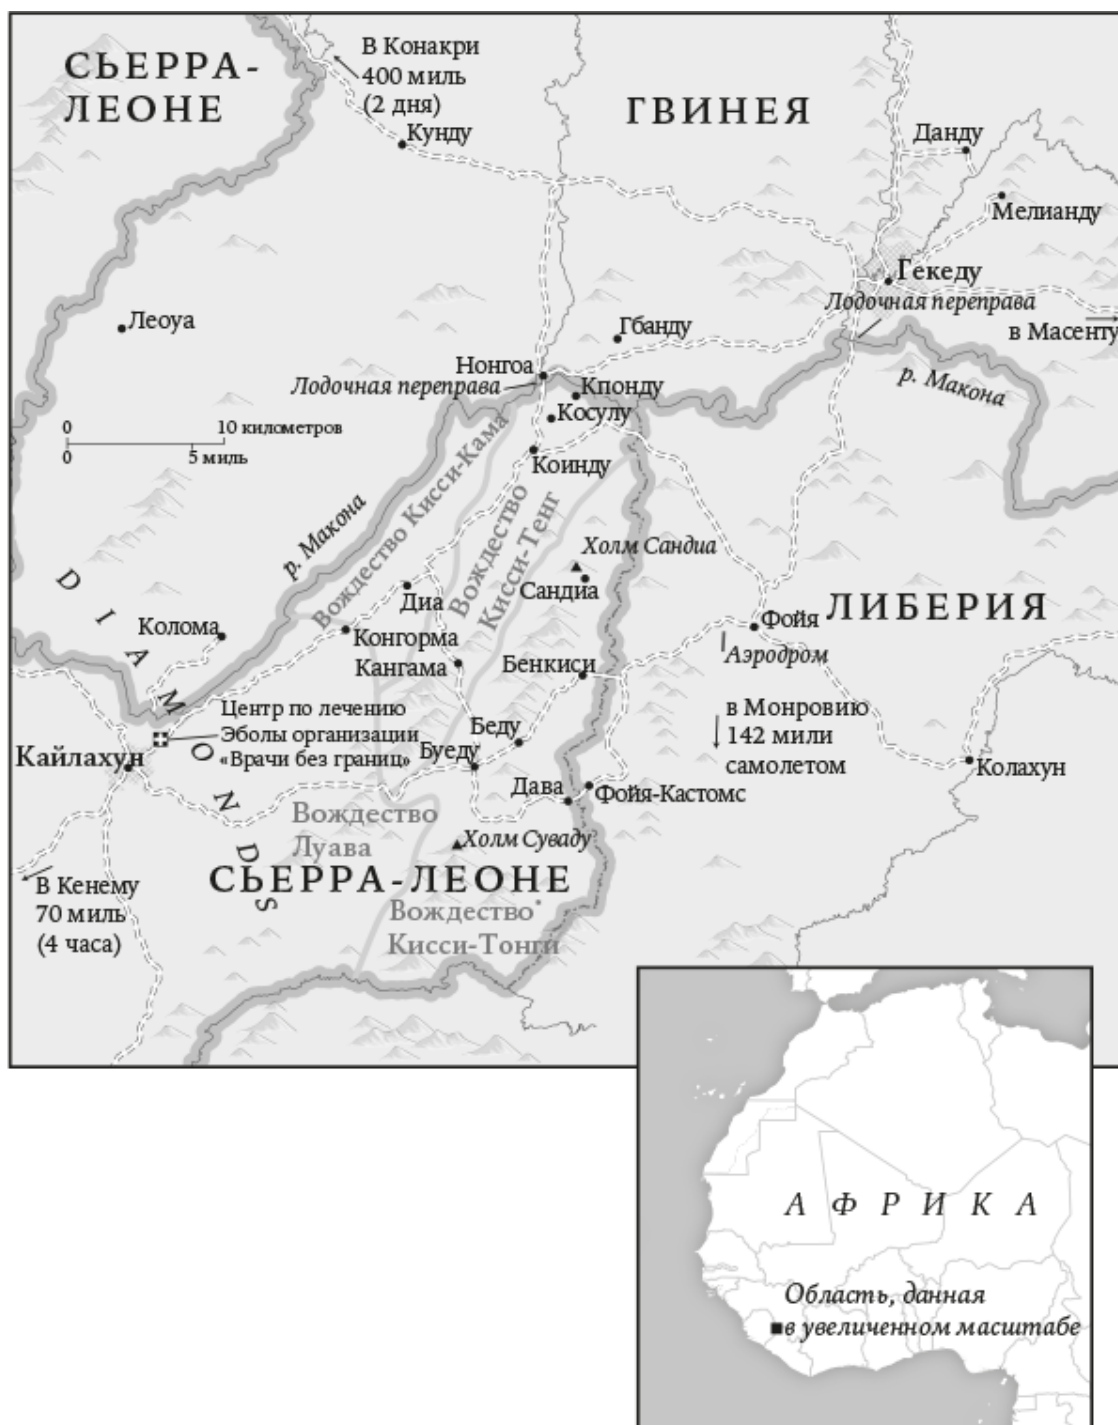 СЬЕРРА-
ЛЕОНЕ
В Конакри
400 миль
(2 дня)
Кунду
ГВИНЕЯ
Данду
Мелианду
Гекеду
Лодочная переправа
в Масенту
Леоуа
Гбанду
Нонгоа
Лодочная переправа
Кпонду
Косулу
р. Макона
0
10 километров
0
5 миль
Коинду
Вождество Кисси-Кама
р. Макона
Вождество
Кисси-Тенг
Холм Сандиа
Сандиа
DIAMONDS
Диа
Колома
Конгорма
Кангама
ЛИБЕРИЯ
Фойя
Аэродром
Бенкиси
Центр по лечению
Эболы организации
«Врачи без границ»
Кайлахун
Беду
Буеду
в Монровию
142 мили
самолетом
Колахун
Дава
Фойя-Кастомс
Вождество
Луава
Холм Суваду
СЬЕРРА-ЛЕОНЕ
В Кенему
70 миль
(4 часа)
Вождество
Кисси-Тонги
АФРИКА
Область, данная
в увеличенном масштабе